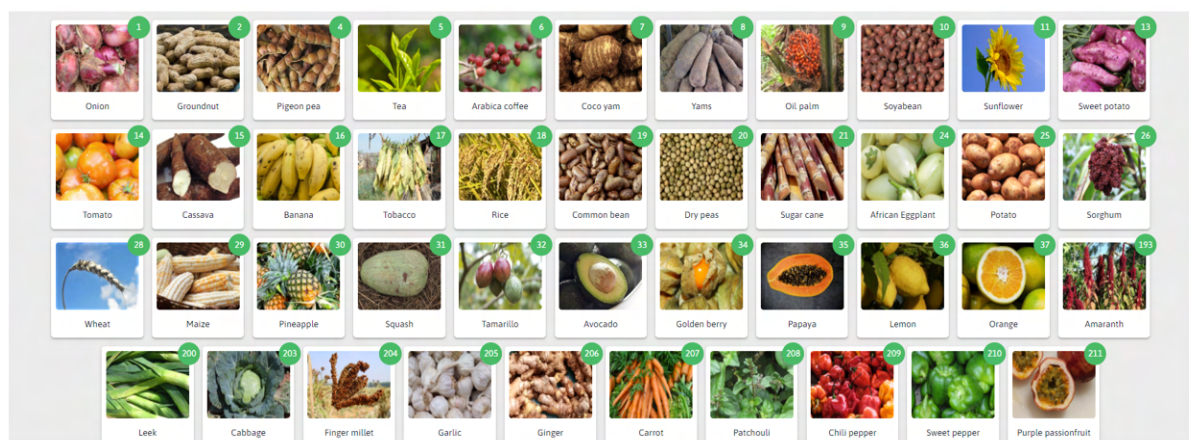 1 2 4 5 6 7 8 9 10 11 13
Onion Groundnut Pigeon pea Tea Arabica coffee Coco yam Yams Oil palm Soyabean Sunflower Sweet potato
14 15 16 17 18 19 20 21 24 25 26
Tomato Cassava Banana Tobacco Rice Common bean Dry peas Sugar cane African Eggplant Potato Sorghum
28 29 30 31 32 33 34 35 36 37 193
Wheat Maize Pineapple Squash Tamarillo Avocado Golden berry Papaya Lemon Orange Amaranth
200 203 204 205 206 207 208 209 210 211
Leek Cabbage Finger millet Garlic Ginger Carrot Patchouli Chili pepper Sweet pepper Purple passionfruit